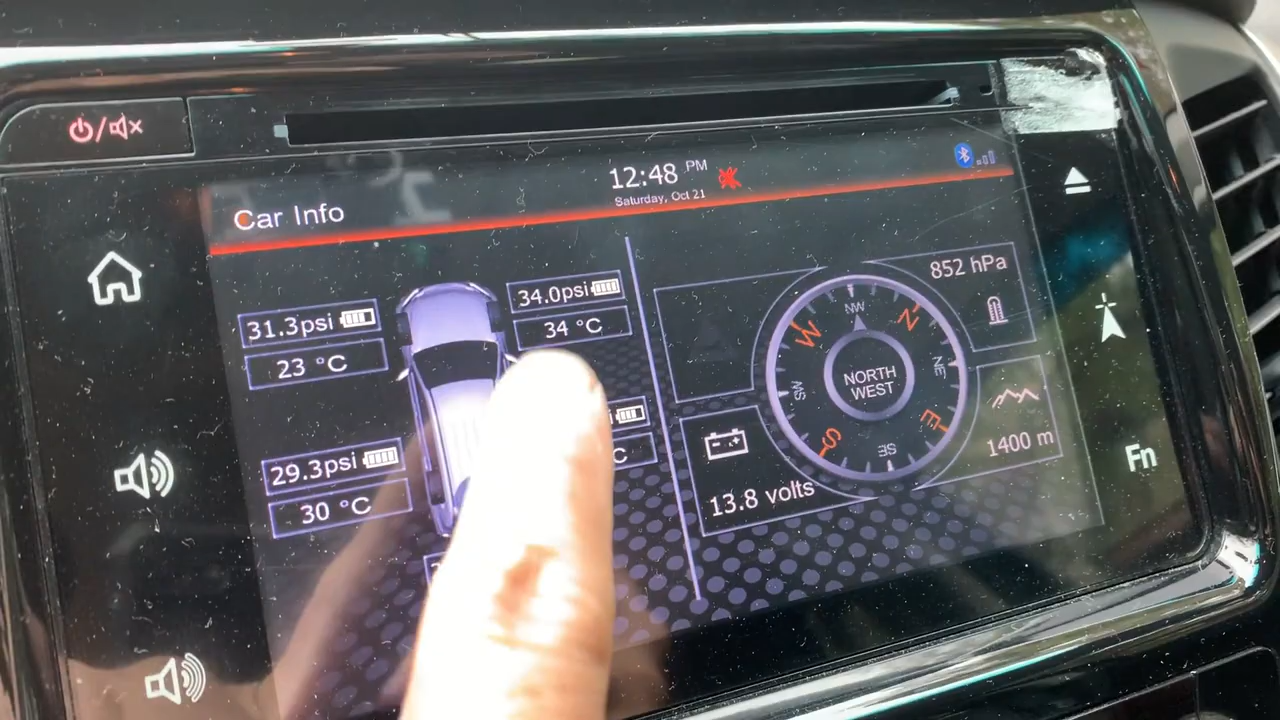 12:48 PM
Saturday, Oct 21
Car Info
31.3psi
23 °C
34.0psi
34 °C
29.3psi
30 °C
C
852 hPa
NW
N
NE
E
SE
S
SW
W
NORTH
WEST
1400 m
13.8 volts
Fn